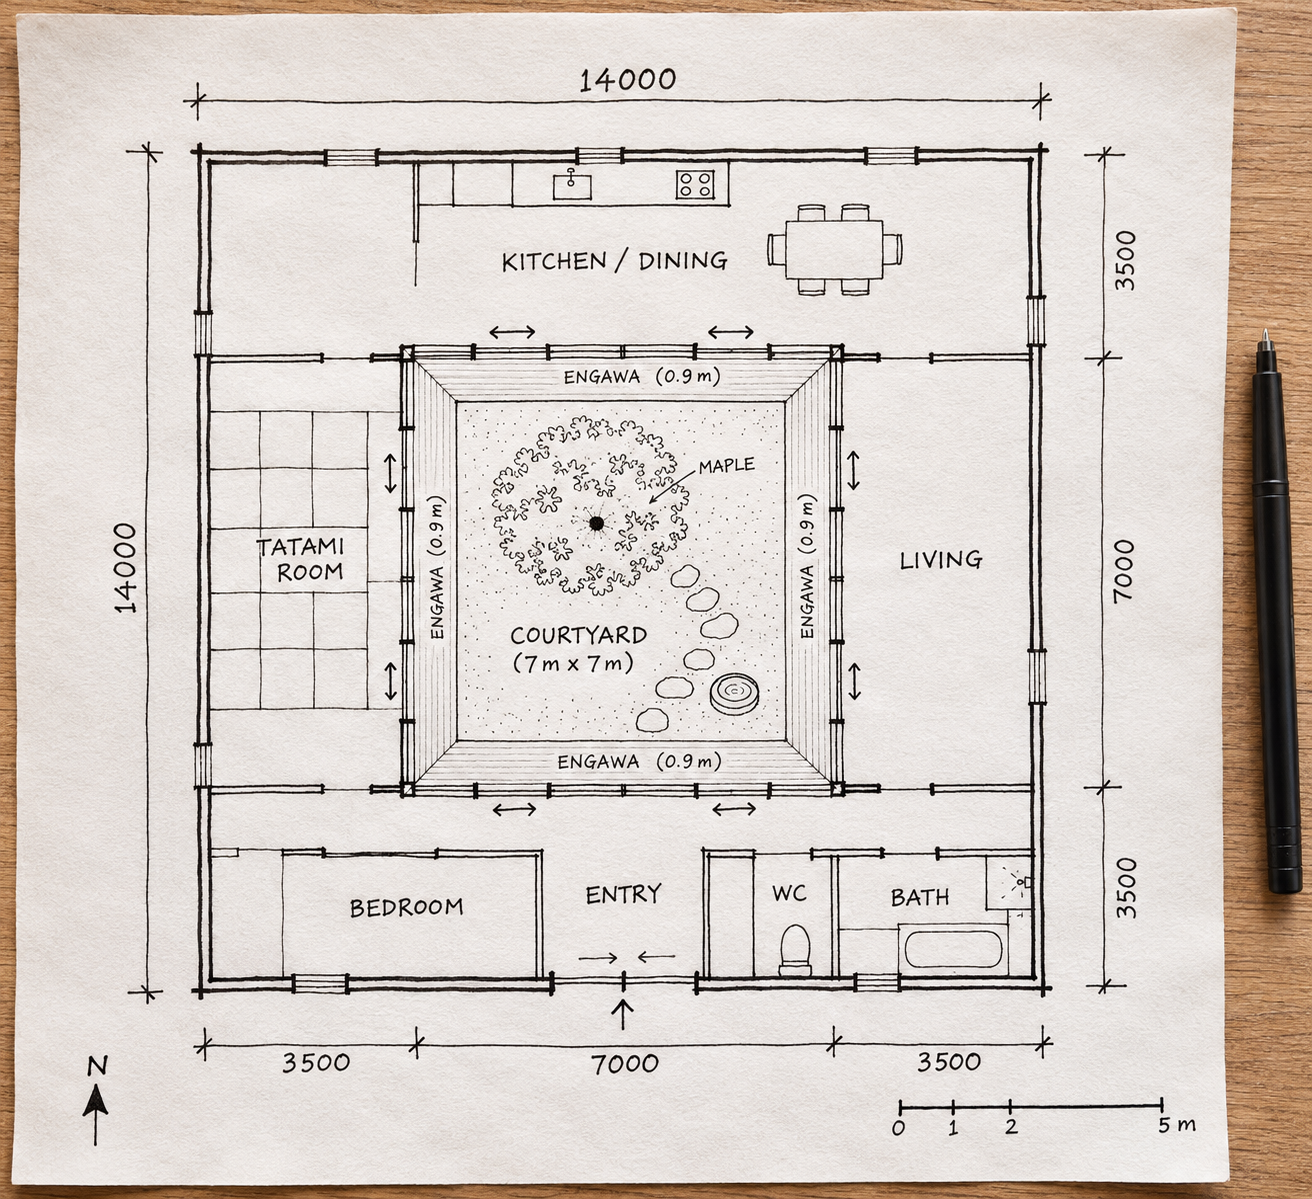 14000
3500
KITCHEN / DINING
ENGAWA (0.9 m)
MAPLE
14000
TATAMI
ROOM
ENGAWA (0.9 m)
ENGAWA (0.9 m)
LIVING
7000
COURTYARD
(7 m x 7 m)
ENGAWA (0.9 m)
BEDROOM
ENTRY
WC
BATH
3500
3500
7000
3500
N
0 1 2 5 m